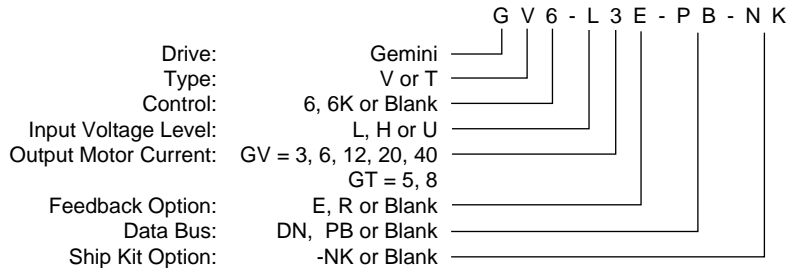 G V 6 - L 3 E - P B - N K
Drive: Gemini
Type: V or T
Control: 6, 6K or Blank
Input Voltage Level: L, H or U
Output Motor Current: GV = 3, 6, 12, 20, 40
GT = 5, 8
Feedback Option: E, R or Blank
Data Bus: DN, PB or Blank
Ship Kit Option: -NK or Blank